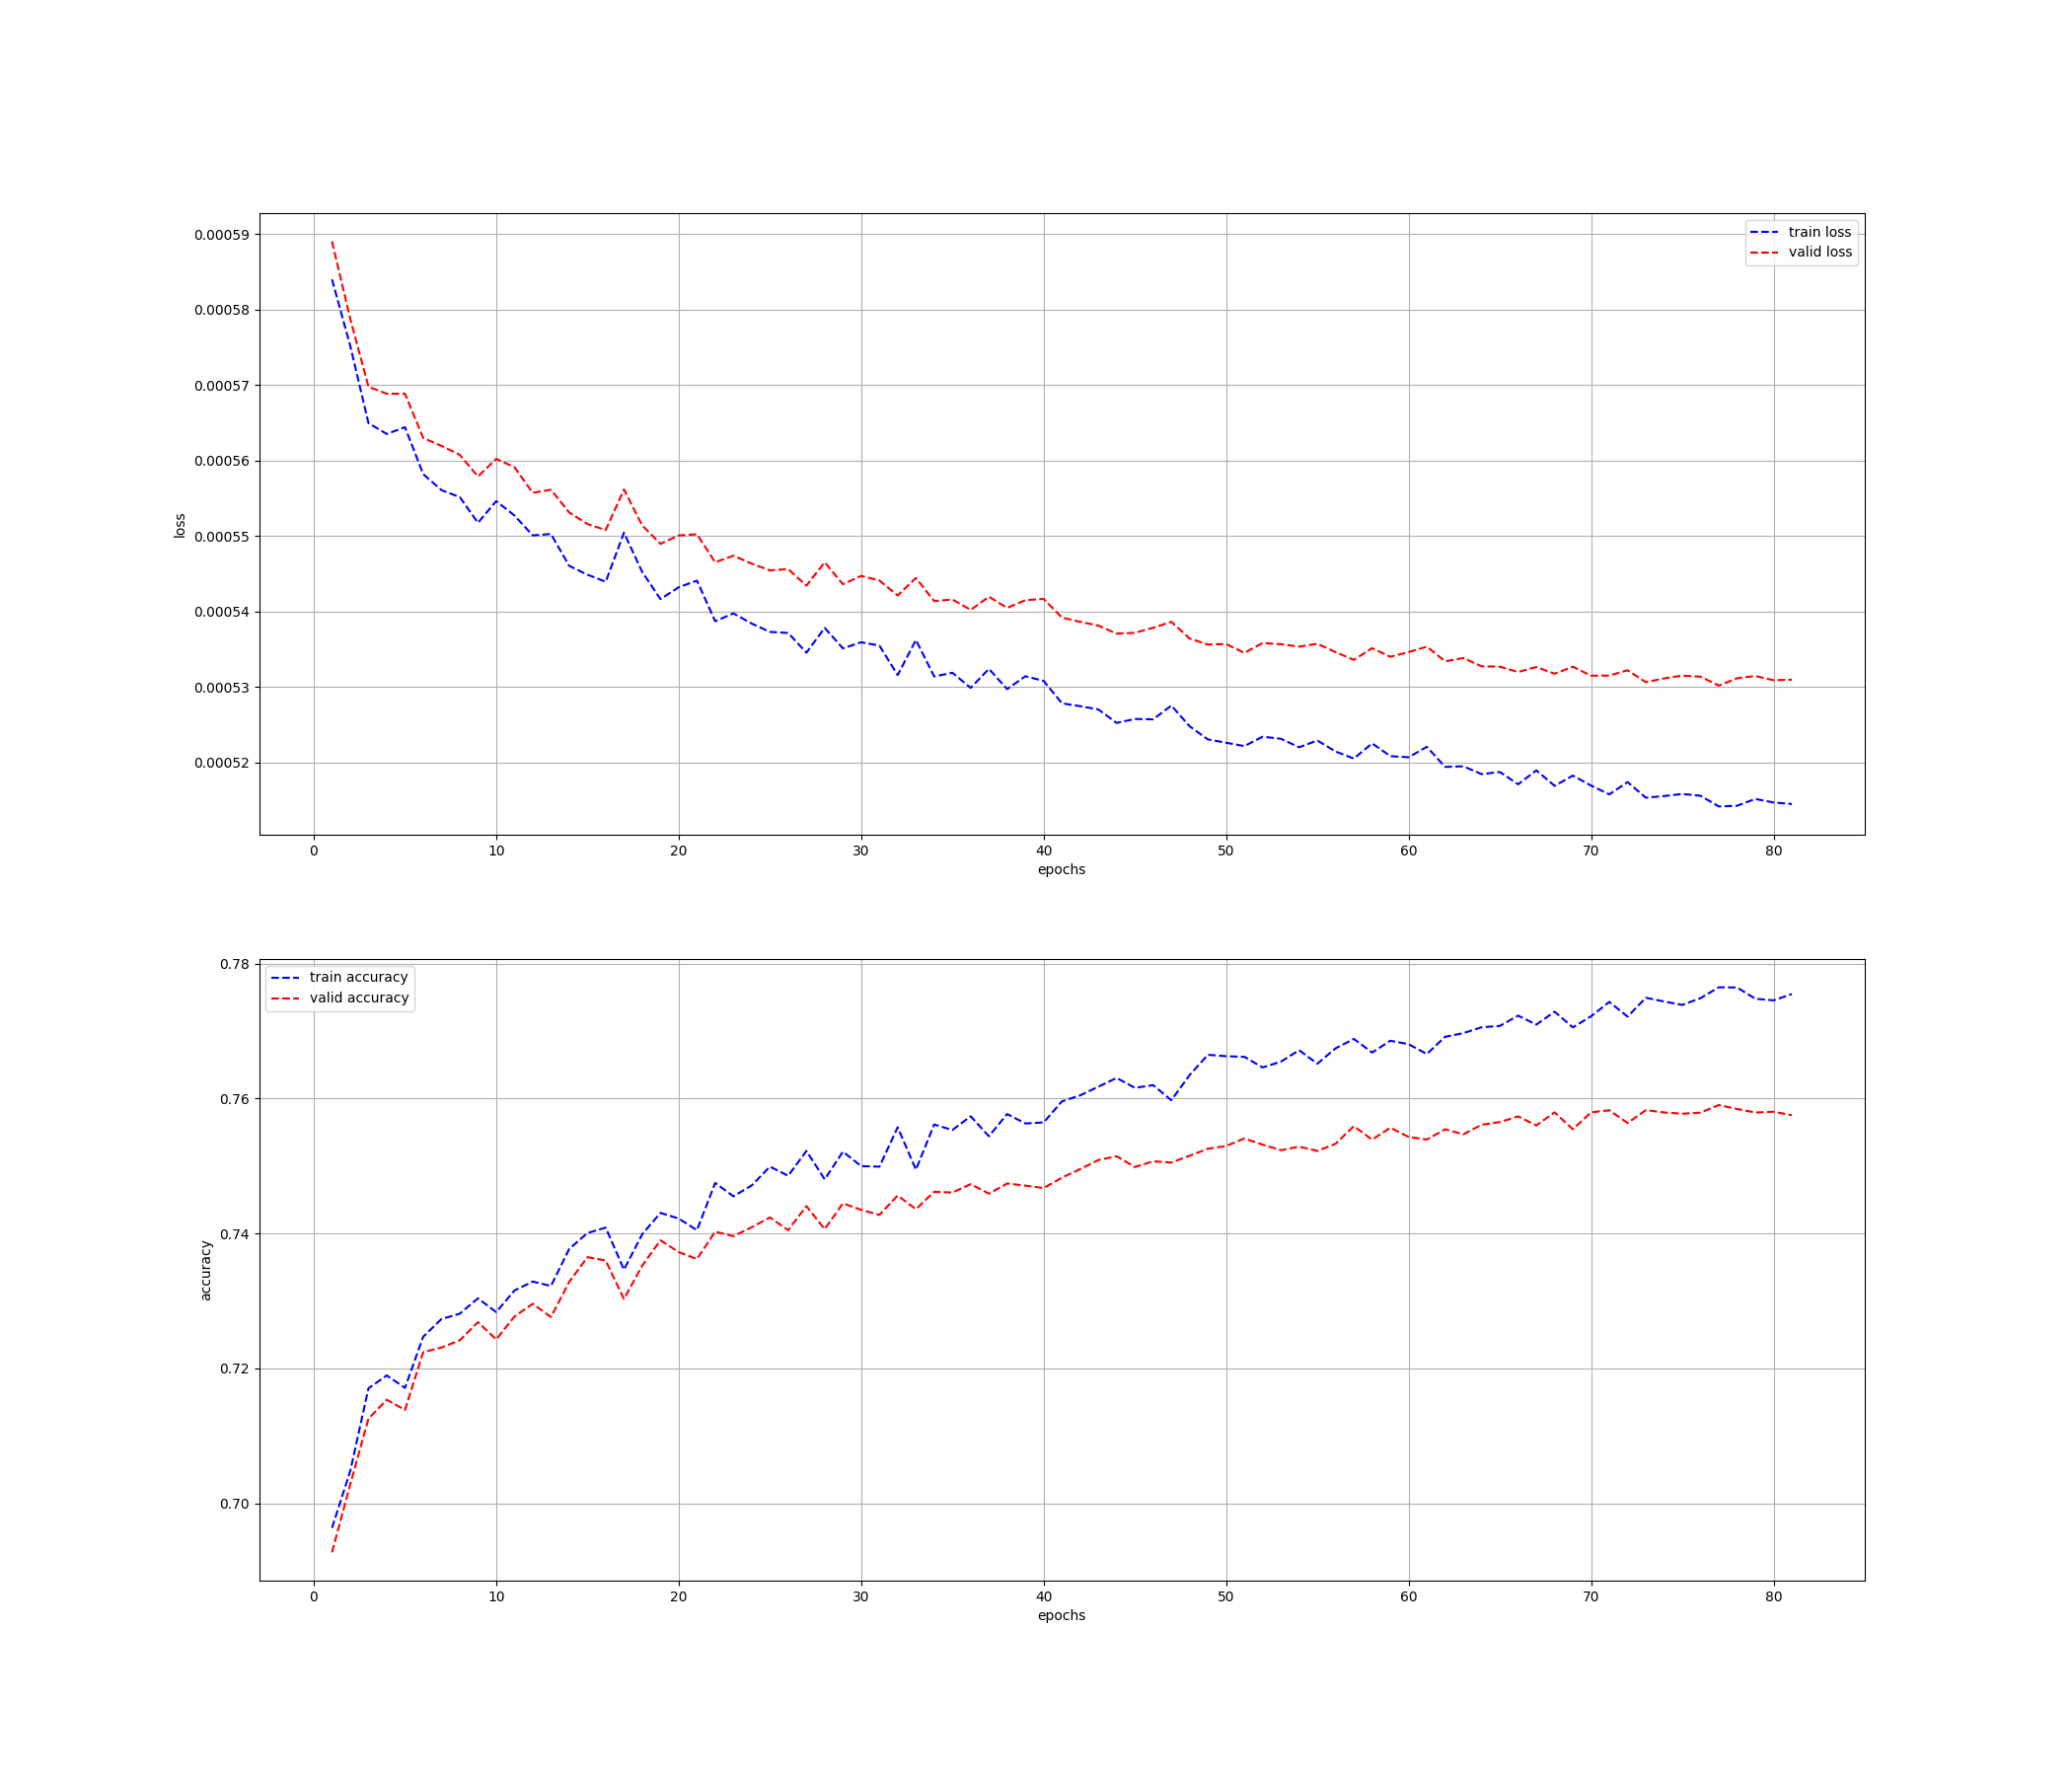 0.00059
0.00058
0.00057
0.00056
0.00055
0.00054
0.00053
0.00052
loss
train loss
valid loss
0 10 20 30 40 50 60 70 80
epochs
0.78
0.76
0.74
0.72
0.70
accuracy
train accuracy
valid accuracy
0 10 20 30 40 50 60 70 80
epochs